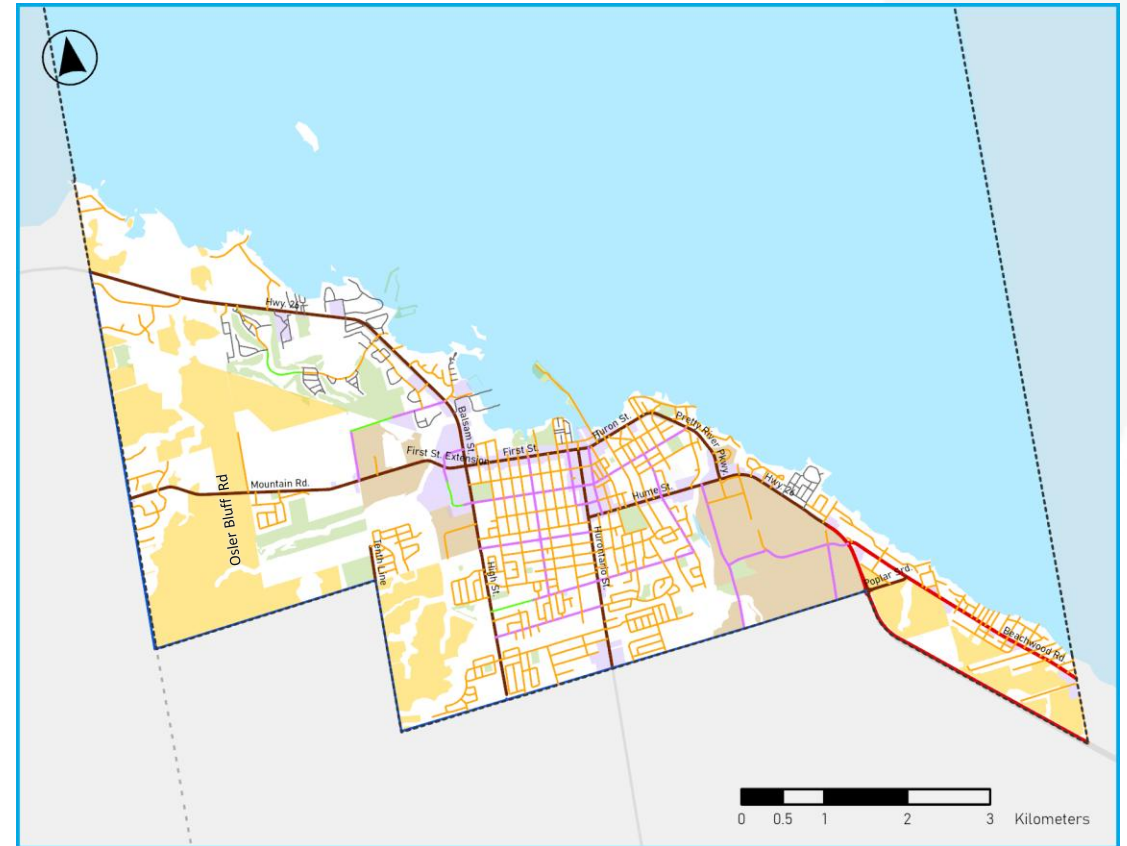 Hwy. 26
Balsam St.
First St. Extension
First St.
Huron St.
Pretty River Pkwy.
Mountain Rd.
Osler Bluff Rd
Hume St.
Hwy. 26
Tenth Line
High St.
Hurontario St.
Poplar Srd.
Beachwood Rd.
0 0.5 1 2 3 Kilometers